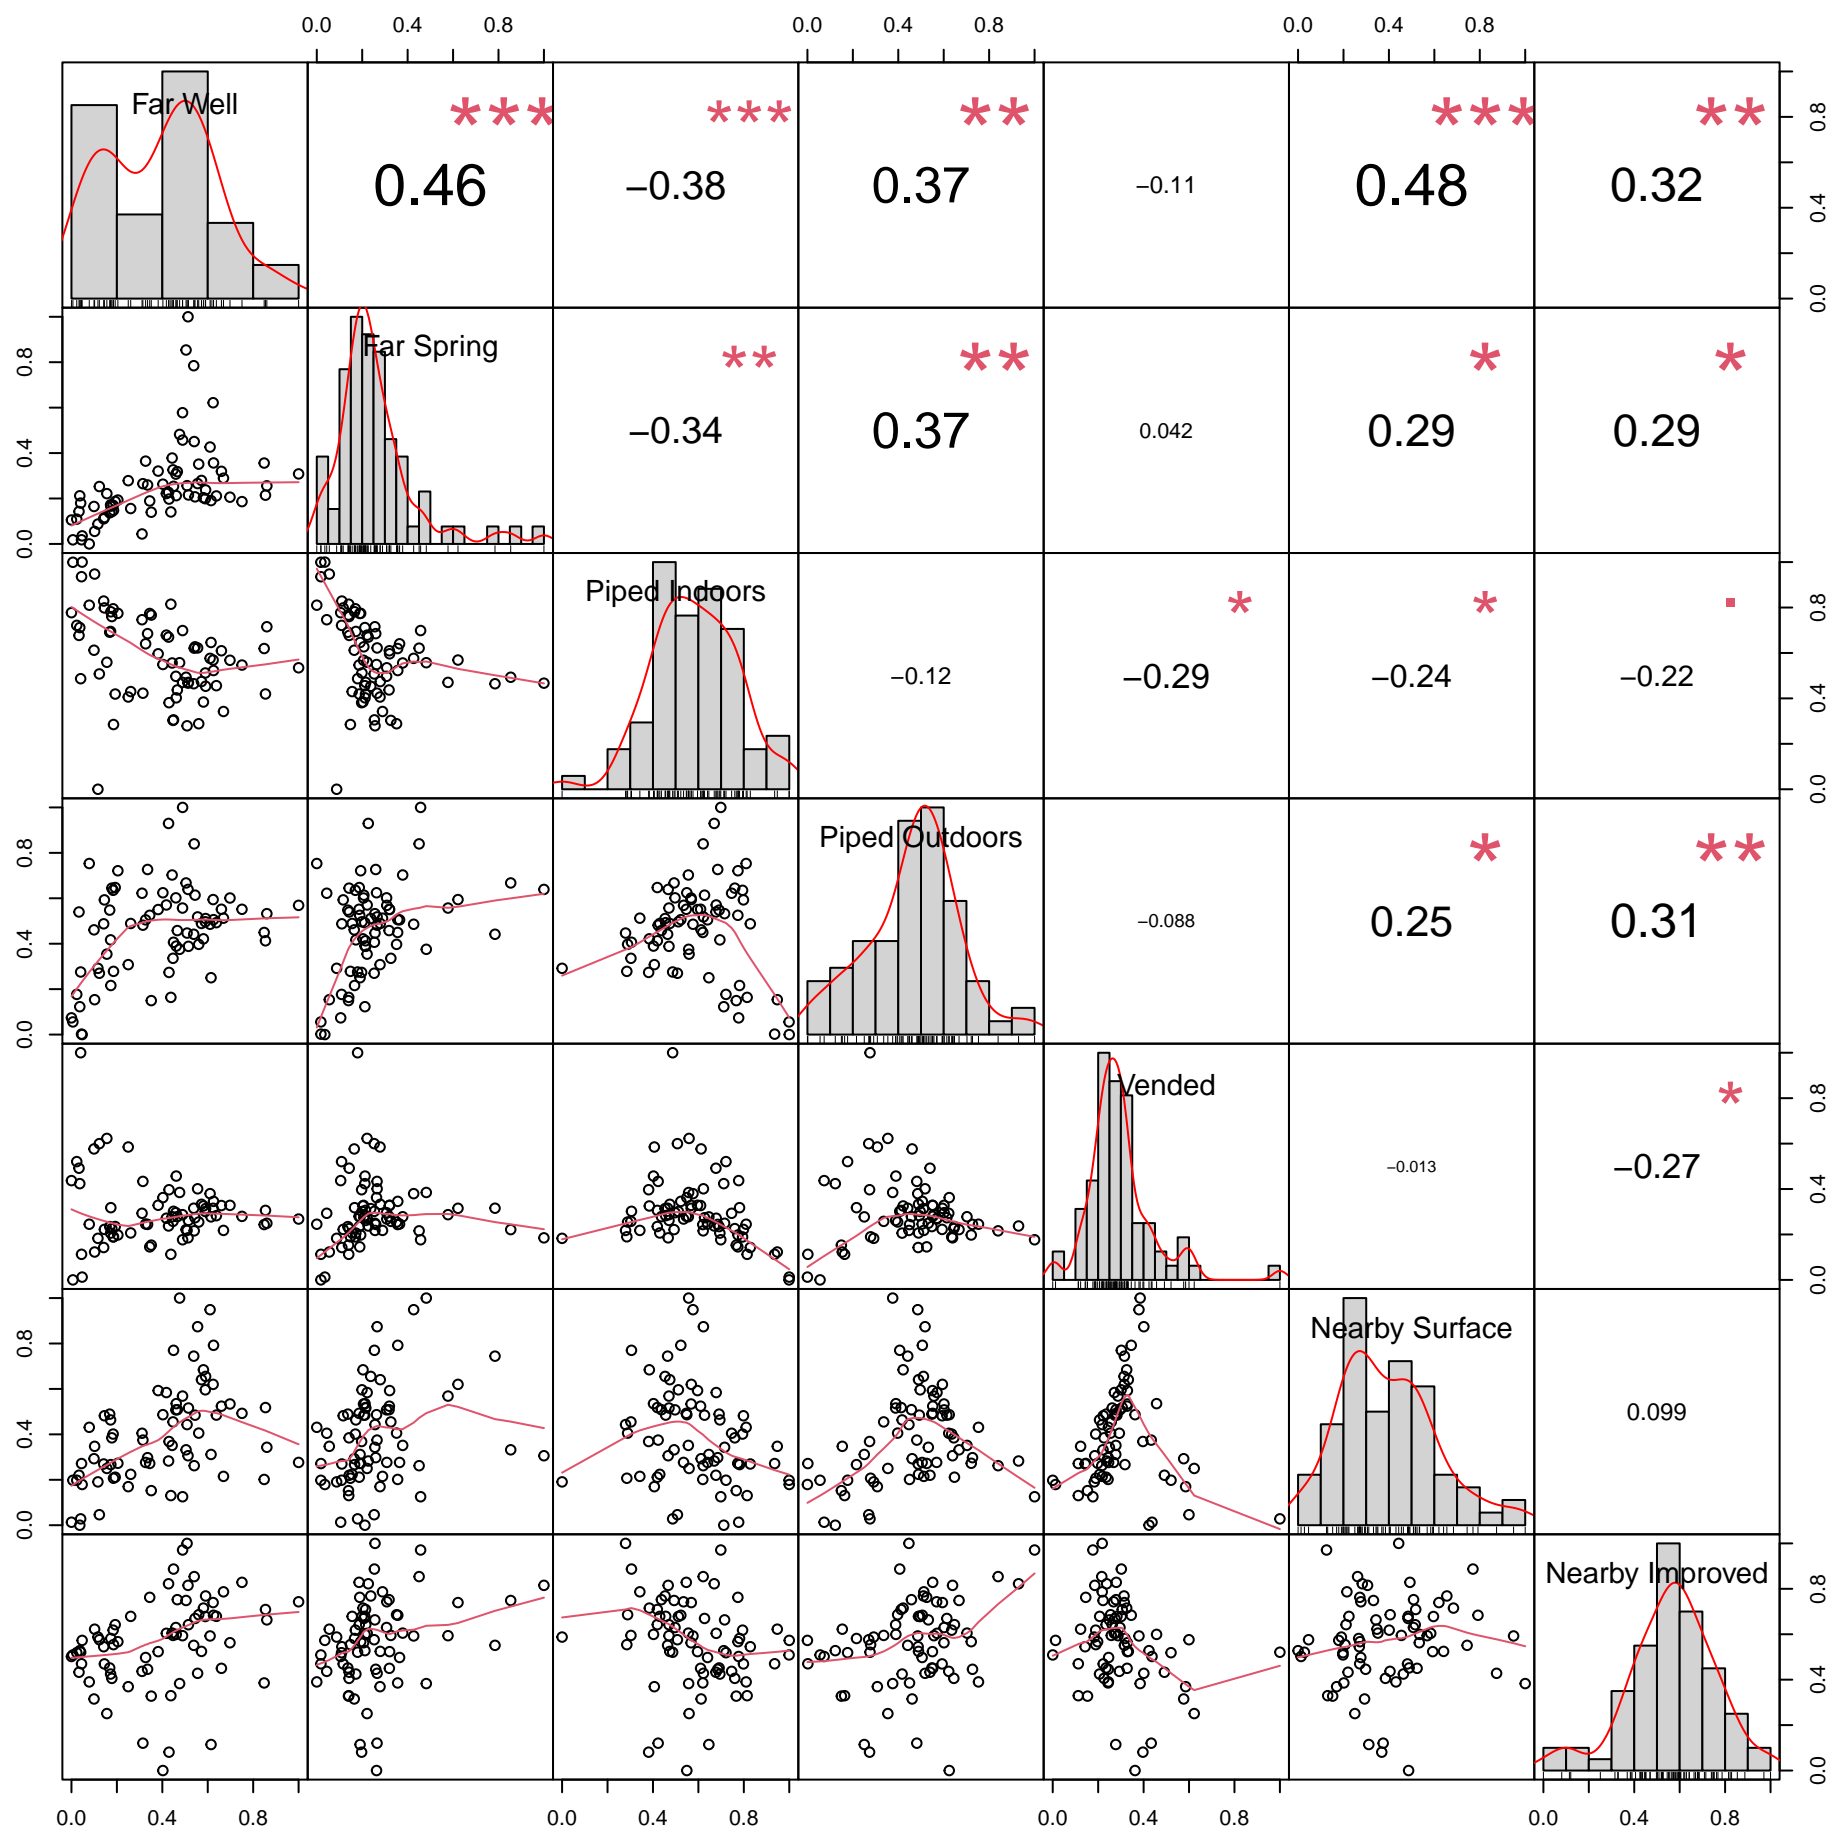 0.0 0.4 0.8 0.0 0.4 0.8 0.0 0.4 0.8
Far Well *** *** ** *** **
0.46 −0.38 0.37 −0.11 0.48 0.32
0.0 0.4 0.8
Far Spring ** ** * *
−0.34 0.37 0.042 0.29 0.29
0.0 0.4 0.8
Piped Indoors * * .
−0.12 −0.29 −0.24 −0.22
0.0 0.4 0.8
Piped Outdoors * **
−0.088 0.25 0.31
0.0 0.4 0.8
Vended *
−0.013 −0.27
0.0 0.4 0.8
Nearby Surface
0.099
0.0 0.4 0.8
Nearby Improved
0.0 0.4 0.8
0.0 0.4 0.8 0.0 0.4 0.8 0.0 0.4 0.8 0.0 0.4 0.8